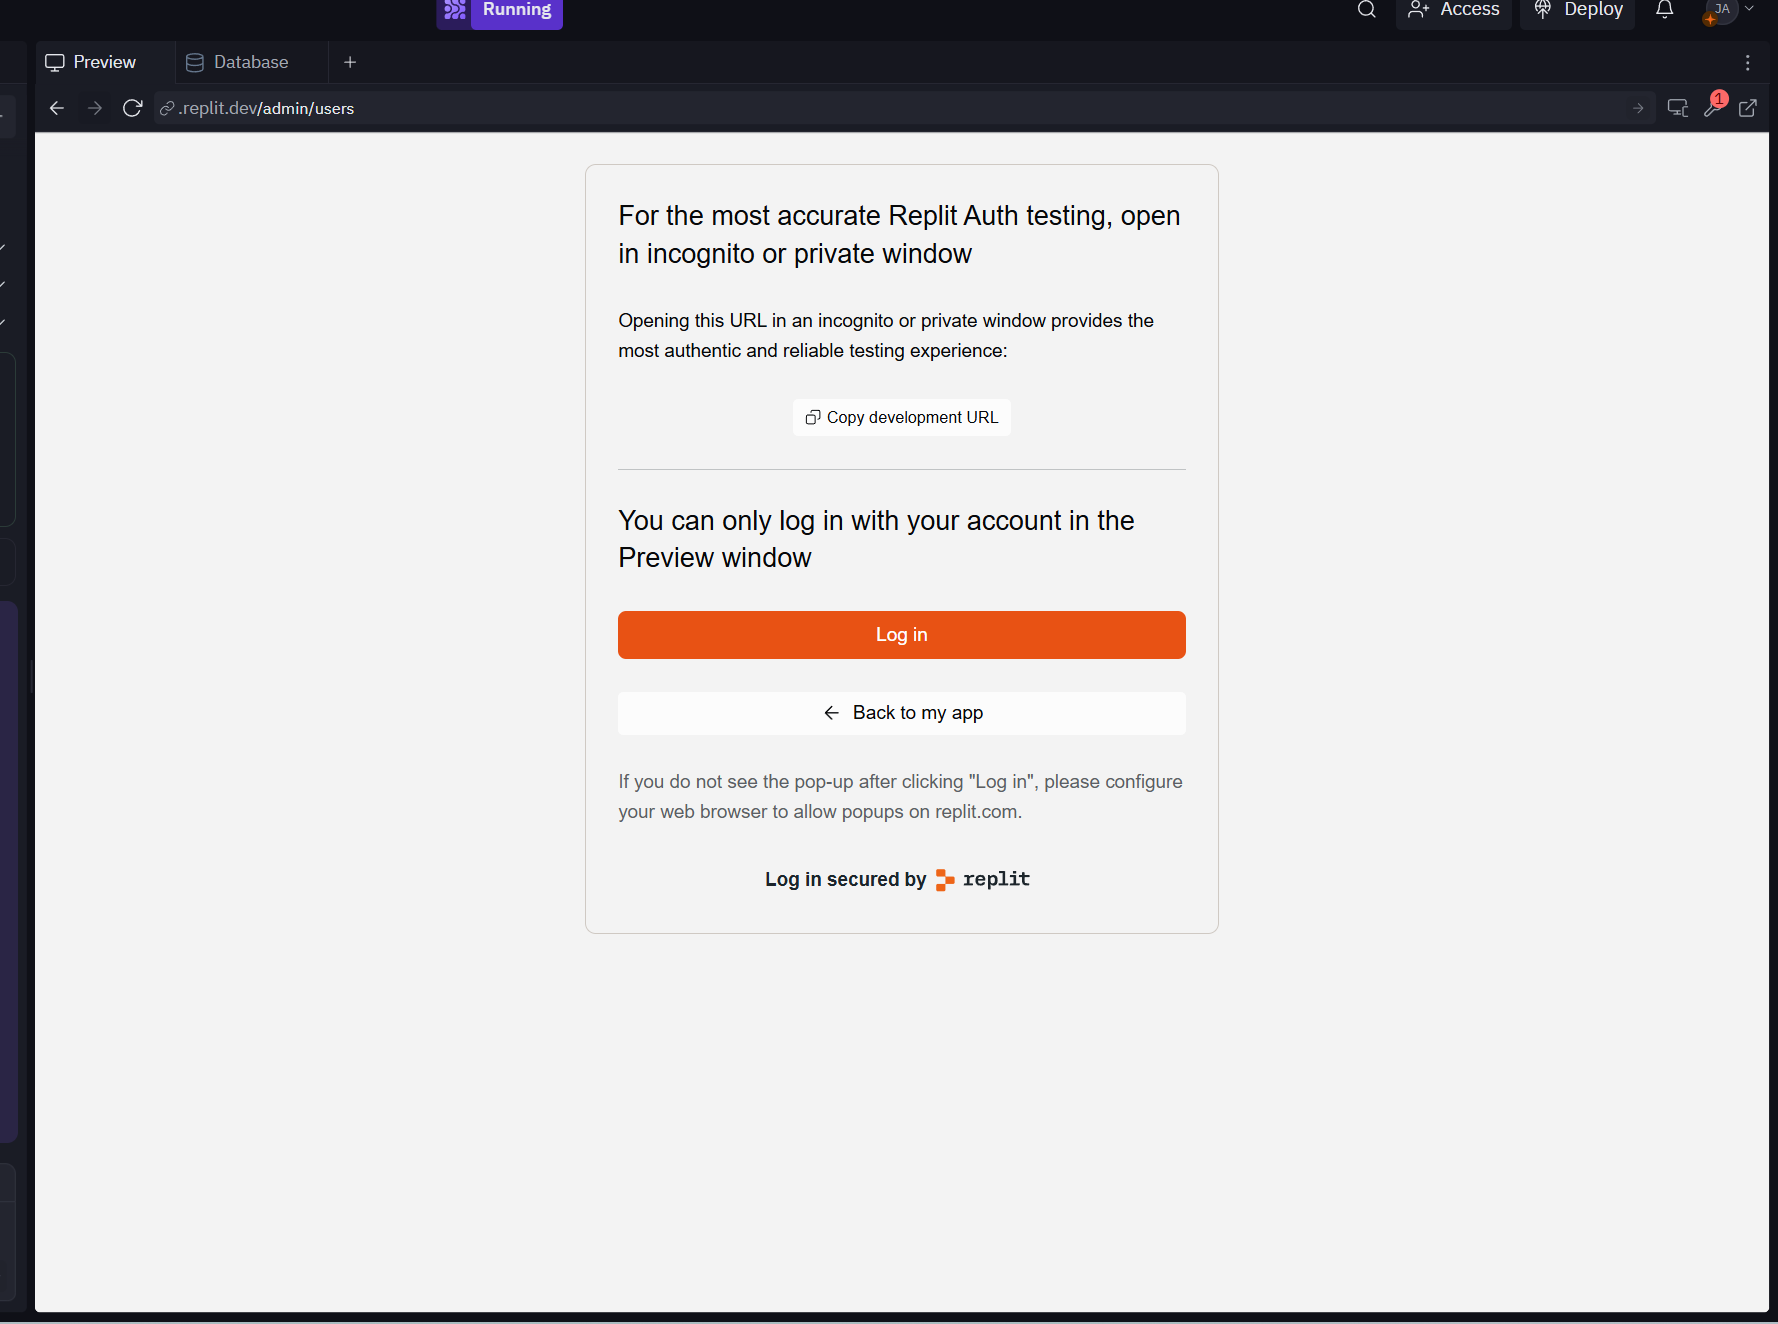 Running
Access
Deploy
JA
Preview
Database
.replit.dev/admin/users
1
For the most accurate Replit Auth testing, open
in incognito or private window
Opening this URL in an incognito or private window provides the
most authentic and reliable testing experience:
Copy development URL
You can only log in with your account in the
Preview window
Log in
Back to my app
If you do not see the pop-up after clicking "Log in", please configure
your web browser to allow popups on replit.com.
Log in secured by replit